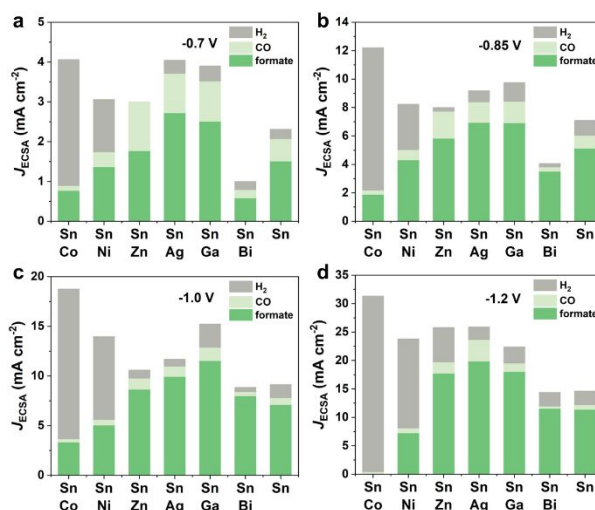 a
-0.7 V
H₂
CO
formate
J_ECSA (mA cm⁻²)
5
4
3
2
1
0
Sn Sn Sn Sn Sn Sn Sn
Co Ni Zn Ag Ga Bi
b
-0.85 V
H₂
CO
formate
J_ECSA (mA cm⁻²)
14
12
10
8
6
4
2
0
Sn Sn Sn Sn Sn Sn Sn
Co Ni Zn Ag Ga Bi
c
-1.0 V
H₂
CO
formate
J_ECSA (mA cm⁻²)
20
15
10
5
0
Sn Sn Sn Sn Sn Sn Sn
Co Ni Zn Ag Ga Bi
d
-1.2 V
H₂
CO
formate
J_ECSA (mA cm⁻²)
35
30
25
20
15
10
5
0
Sn Sn Sn Sn Sn Sn Sn
Co Ni Zn Ag Ga Bi